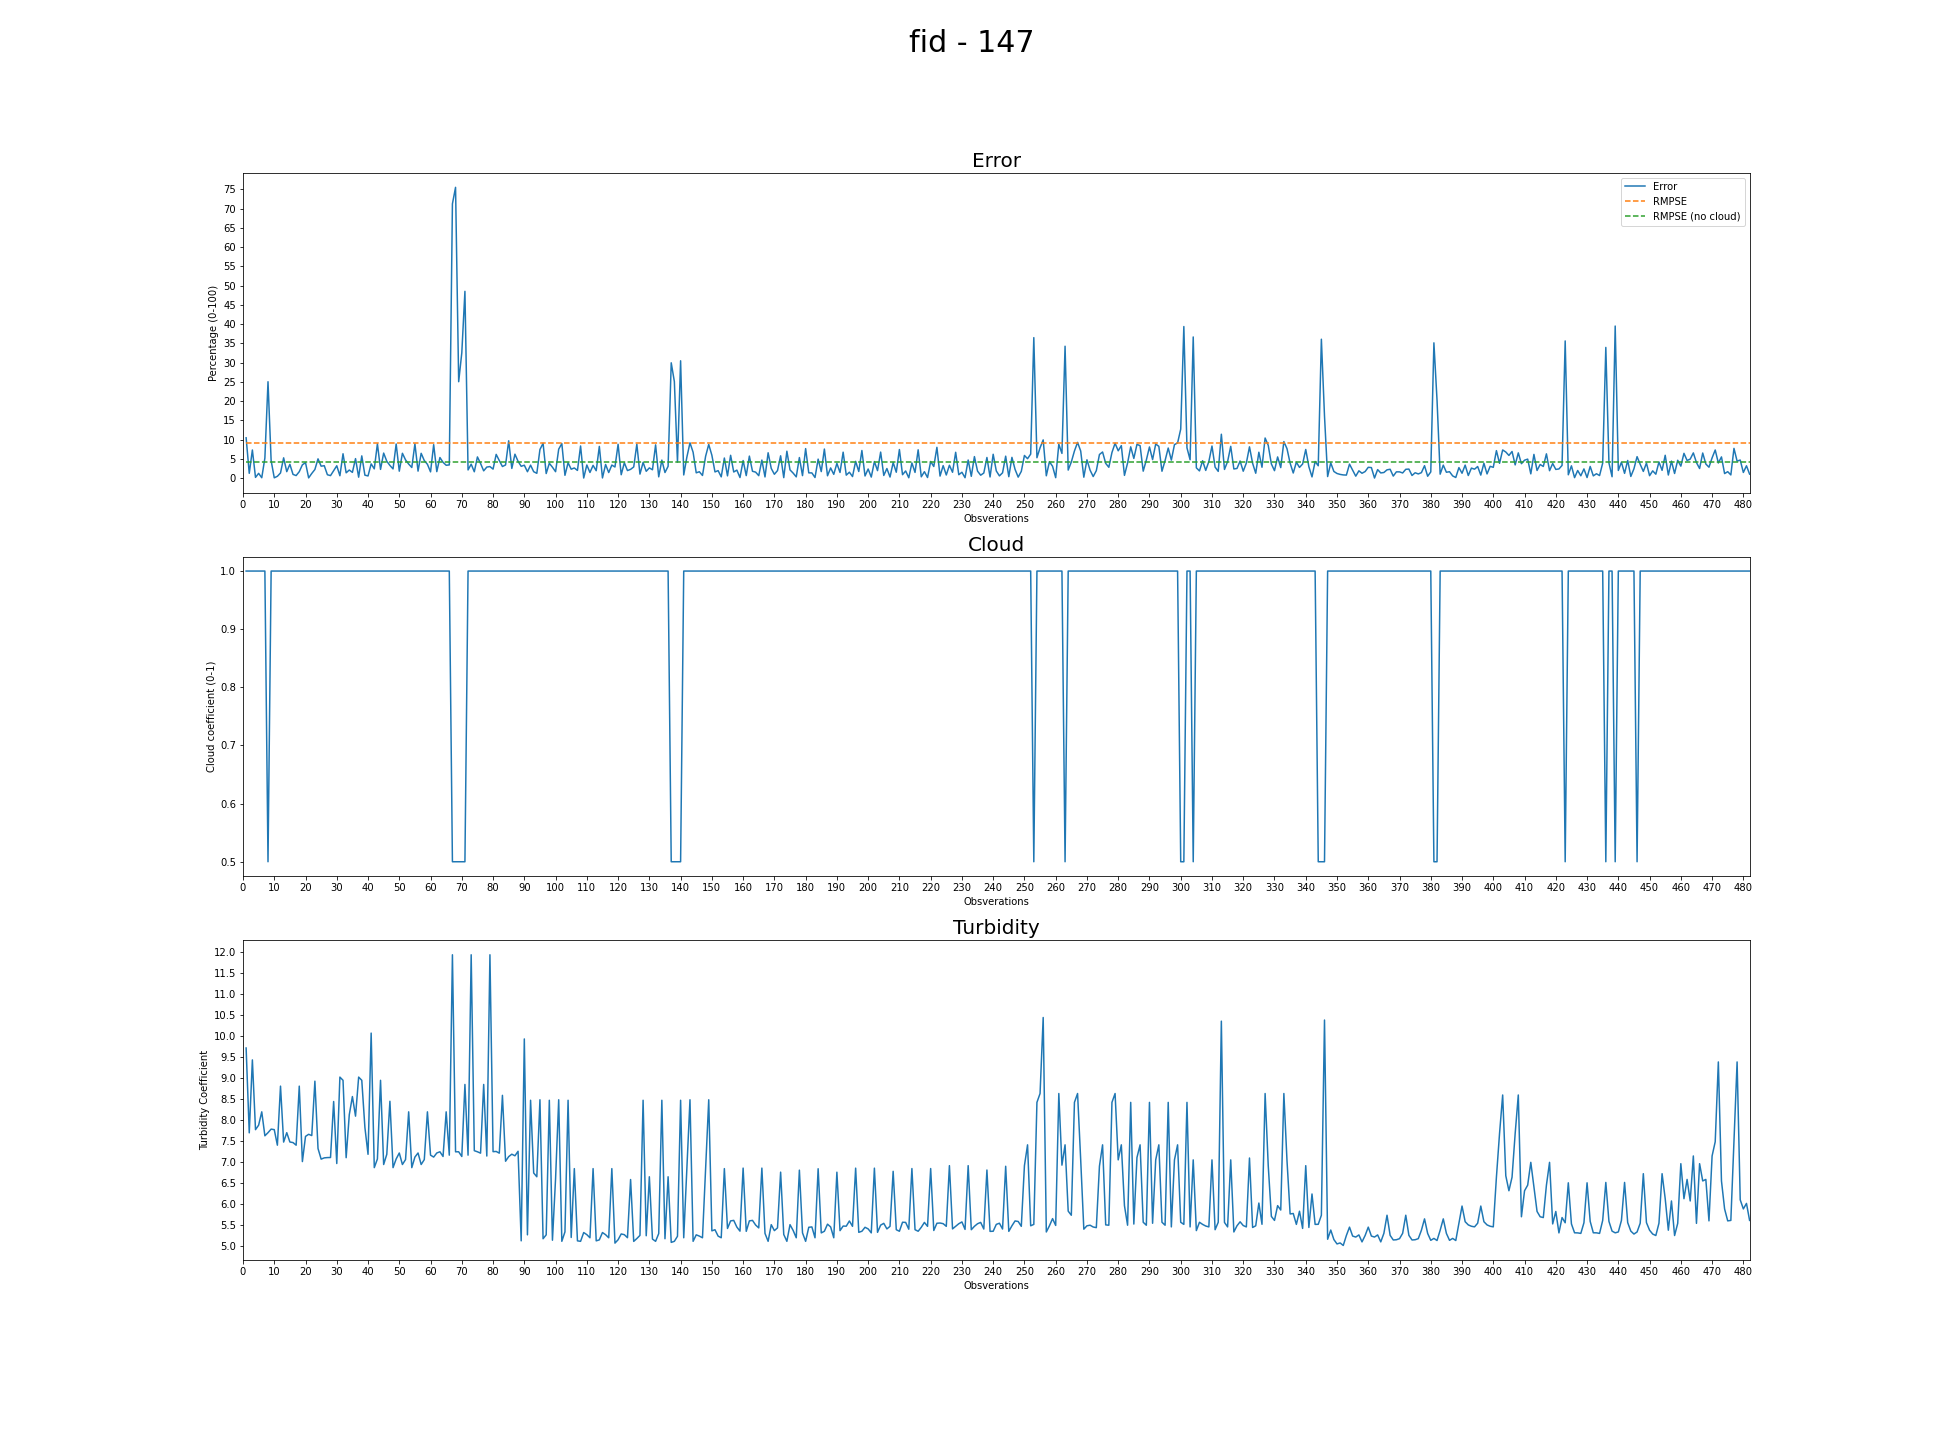 fid - 147
Error
75
70
65
60
55
50
45
40
35
30
25
20
15
10
5
0
Percentage (0-100)
Error
RMPSE
RMPSE (no cloud)
0 10 20 30 40 50 60 70 80 90 100 110 120 130 140 150 160 170 180 190 200 210 220 230 240 250 260 270 280 290 300 310 320 330 340 350 360 370 380 390 400 410 420 430 440 450 460 470 480
Obsverations
Cloud
1.0
0.9
0.8
0.7
0.6
0.5
Cloud coefficient (0-1)
0 10 20 30 40 50 60 70 80 90 100 110 120 130 140 150 160 170 180 190 200 210 220 230 240 250 260 270 280 290 300 310 320 330 340 350 360 370 380 390 400 410 420 430 440 450 460 470 480
Obsverations
Turbidity
12.0
11.5
11.0
10.5
10.0
9.5
9.0
8.5
8.0
7.5
7.0
6.5
6.0
5.5
5.0
Turbidity Coefficient
0 10 20 30 40 50 60 70 80 90 100 110 120 130 140 150 160 170 180 190 200 210 220 230 240 250 260 270 280 290 300 310 320 330 340 350 360 370 380 390 400 410 420 430 440 450 460 470 480
Obsverations